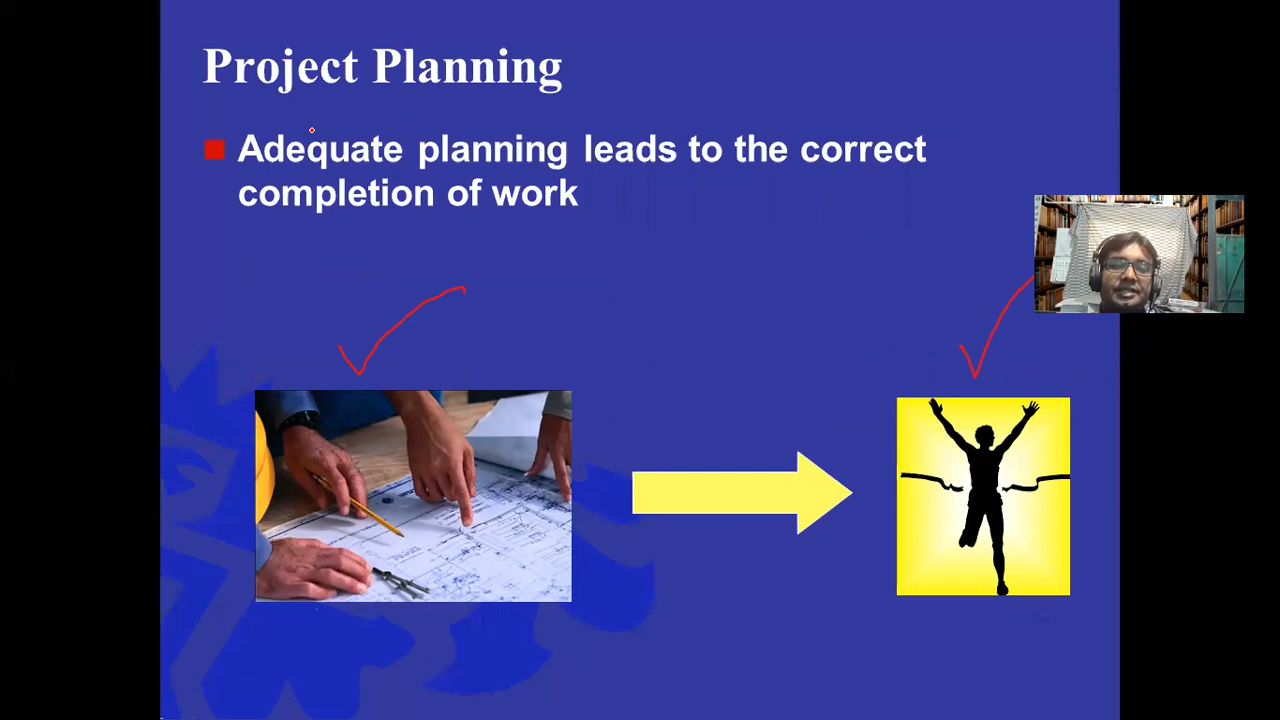 Project Planning
Adequate planning leads to the correct
completion of work